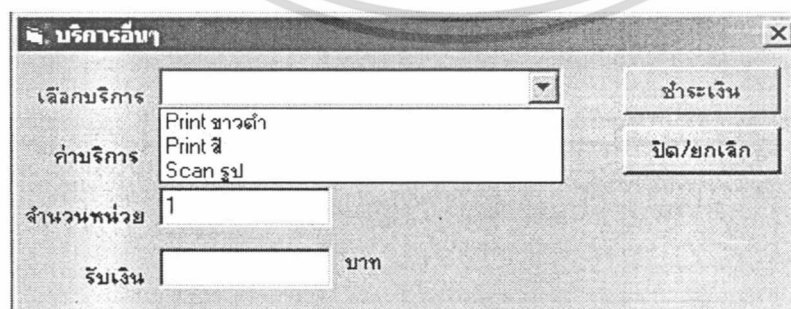 บริการอื่นๆ
เลือกบริการ
ชำระเงิน
Print ขาวดำ
Print สี
Scan รูป
ค่าบริการ
ปิด/ยกเลิก
จำนวนหน่วย 1
รับเงิน
บาท